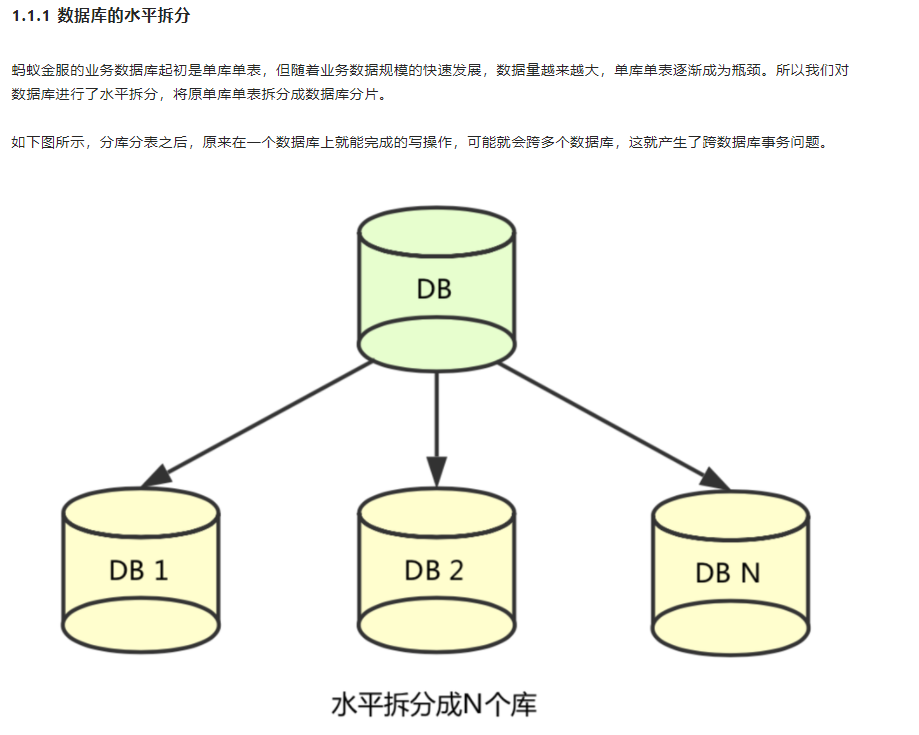 1.1.1 数据库的水平拆分
蚂蚁金服的业务数据库起初是单库单表，但随着业务数据规模的快速发展，数据量越来越大，单库单表逐渐成为瓶颈。所以我们对
数据库进行了水平拆分，将原单库单表拆分成数据库分片。
如下图所示，分库分表之后，原来在一个数据库上就能完成的写操作，可能就会跨多个数据库，这就产生了跨数据库事务问题。
DB
DB 1
DB 2
DB N
水平拆分成N个库